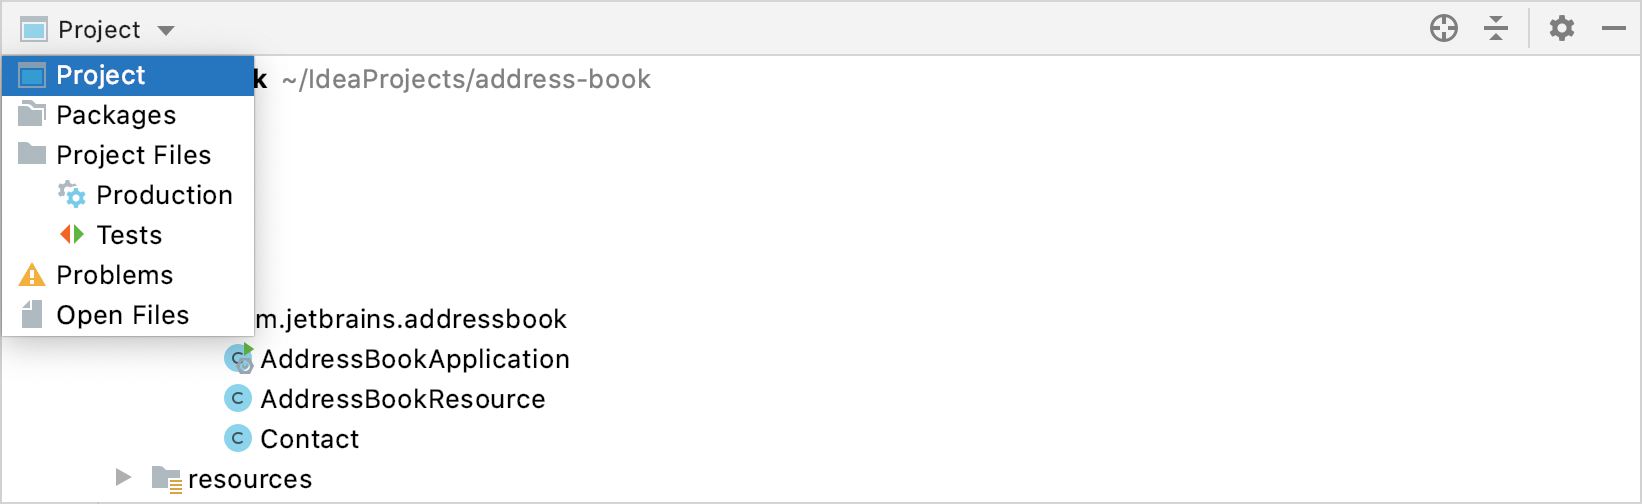 Project
Project
k ~/IdeaProjects/address-book
Packages
Project Files
Production
Tests
Problems
Open Files
m.jetbrains.addressbook
C AddressBookApplication
C AddressBookResource
C Contact
resources